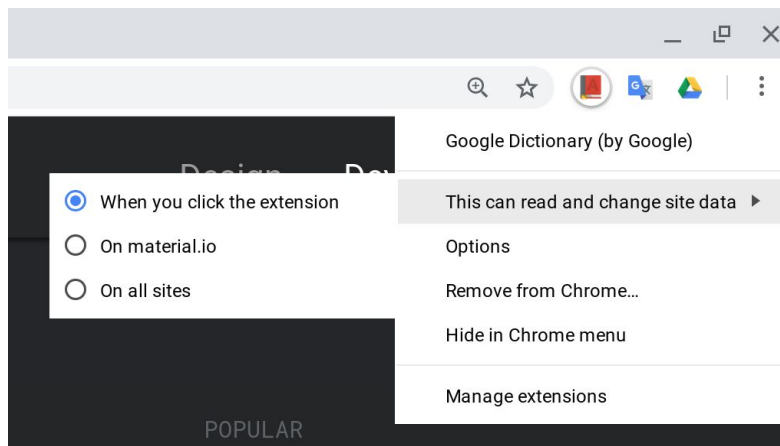 Google Dictionary (by Google)
This can read and change site data
When you click the extension
On material.io
On all sites
Options
Remove from Chrome...
Hide in Chrome menu
Manage extensions
Design
POPULAR